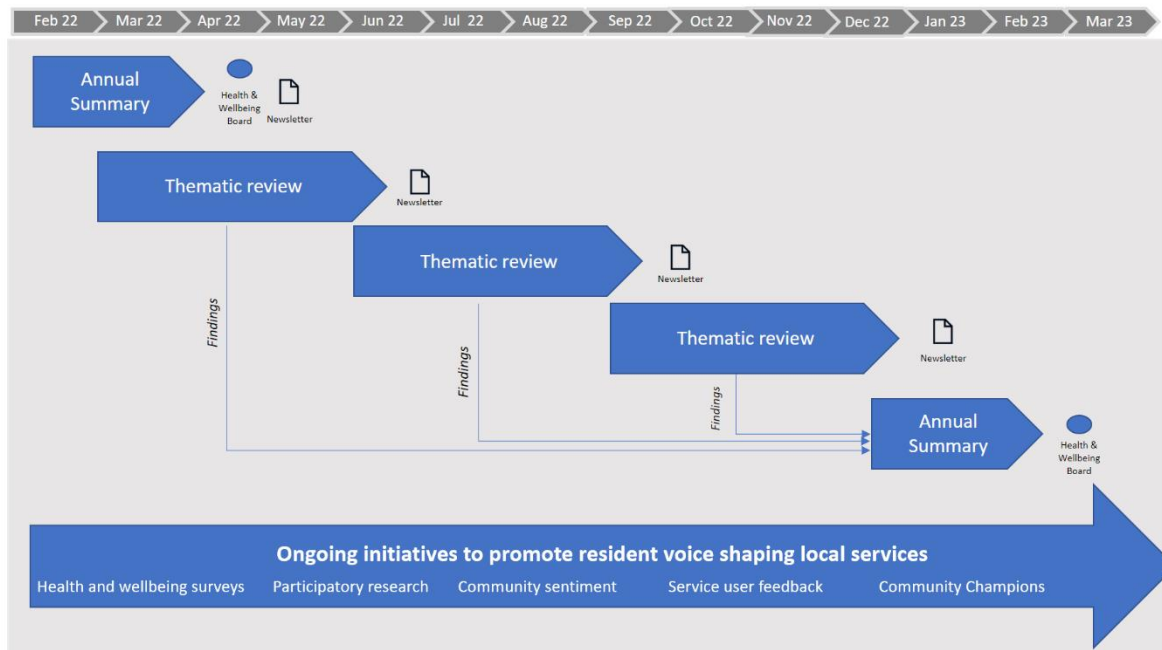 Feb 22 Mar 22 Apr 22 May 22 Jun 22 Jul 22 Aug 22 Sep 22 Oct 22 Nov 22 Dec 22 Jan 23 Feb 23 Mar 23
Annual
Summary
Health &
Wellbeing
Board
Newsletter
Thematic review
Newsletter
Thematic review
Newsletter
Thematic review
Newsletter
Findings
Findings
Findings
Annual
Summary
Health &
Wellbeing
Board
Ongoing initiatives to promote resident voice shaping local services
Health and wellbeing surveys Participatory research Community sentiment Service user feedback Community Champions